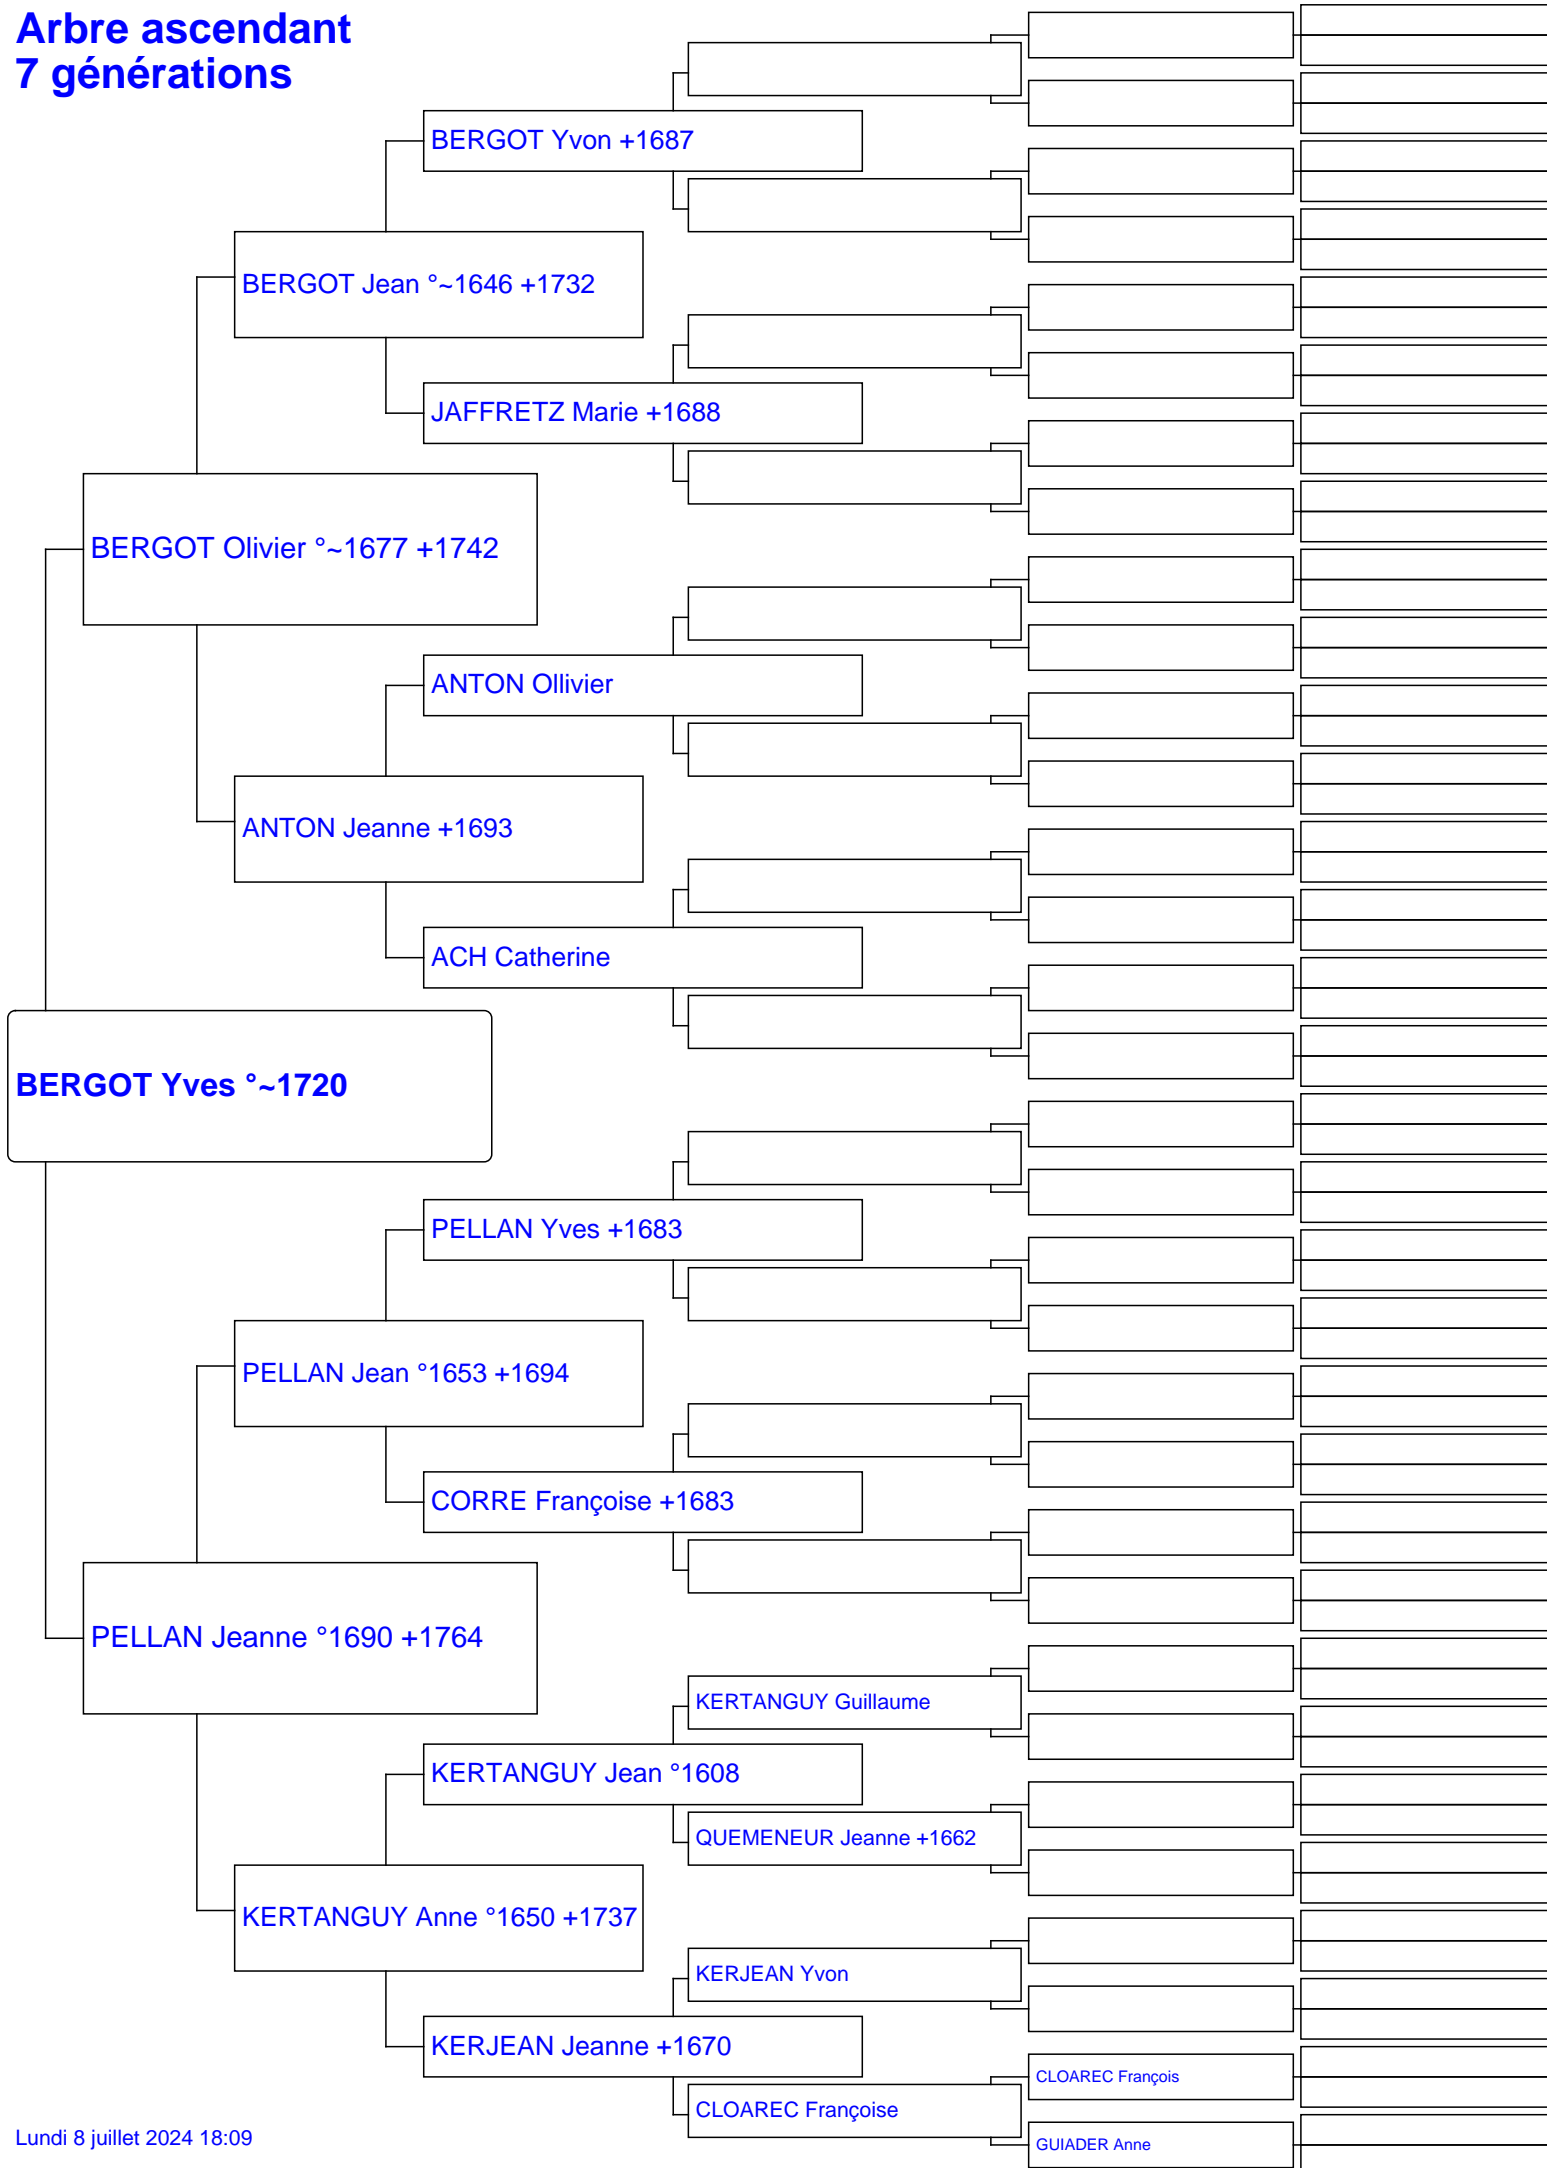 Arbre ascendant
7 générations
BERGOT Yvon +1687
BERGOT Jean °~1646 +1732
JAFFRETZ Marie +1688
BERGOT Olivier °~1677 +1742
ANTON Ollivier
ANTON Jeanne +1693
ACH Catherine
BERGOT Yves °~1720
PELLAN Yves +1683
PELLAN Jean °1653 +1694
CORRE Françoise +1683
PELLAN Jeanne °1690 +1764
KERTANGUY Guillaume
KERTANGUY Jean °1608
QUEMENEUR Jeanne +1662
KERTANGUY Anne °1650 +1737
KERJEAN Yvon
KERJEAN Jeanne +1670
CLOAREC François
CLOAREC Françoise
GUIADER Anne
Lundi 8 juillet 2024 18:09